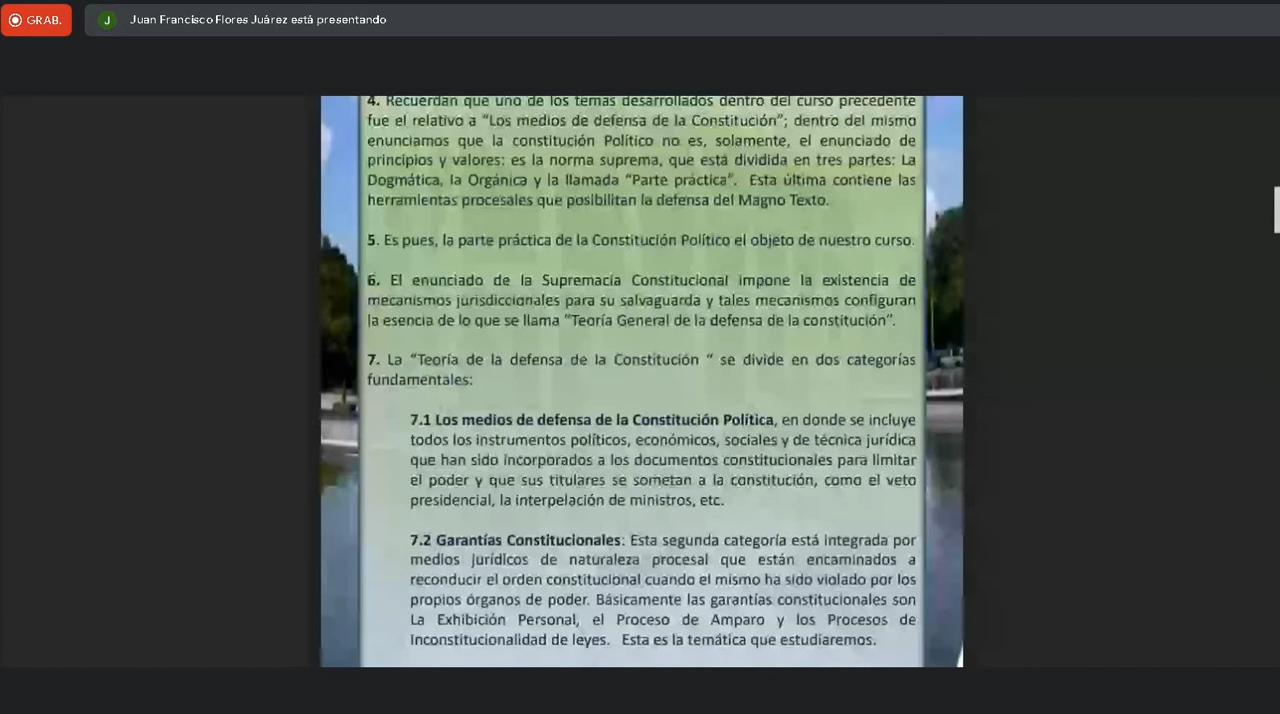 GRAB.
J
Juan Francisco Flores Juárez está presentando
4. Recuerdan que uno de los temas desarrollados dentro del curso precedente
fue el relativo a “Los medios de defensa de la Constitución”; dentro del mismo
enunciamos que la constitución Político no es, solamente, el enunciado de
principios y valores: es la norma suprema, que está dividida en tres partes: La
Dogmática, la Orgánica y la llamada “Parte práctica”. Esta última contiene las
herramientas procesales que posibilitan la defensa del Magno Texto.
5. Es pues, la parte práctica de la Constitución Político el objeto de nuestro curso.
6. El enunciado de la Supremacía Constitucional impone la existencia de
mecanismos jurisdiccionales para su salvaguarda y tales mecanismos configuran
la esencia de lo que se llama “Teoría General de la defensa de la constitución”.
7. La “Teoría de la defensa de la Constitución “ se divide en dos categorías
fundamentales:
7.1 Los medios de defensa de la Constitución Política, en donde se incluye
todos los instrumentos políticos, económicos, sociales y de técnica jurídica
que han sido incorporados a los documentos constitucionales para limitar
el poder y que sus titulares se sometan a la constitución, como el veto
presidencial, la interpelación de ministros, etc.
7.2 Garantías Constitucionales: Esta segunda categoría está integrada por
medios jurídicos de naturaleza procesal que están encaminados a
reconducir el orden constitucional cuando el mismo ha sido violado por los
propios órganos de poder. Básicamente las garantías constitucionales son
La Exhibición Personal, el Proceso de Amparo y los Procesos de
Inconstitucionalidad de leyes. Esta es la temática que estudiaremos.